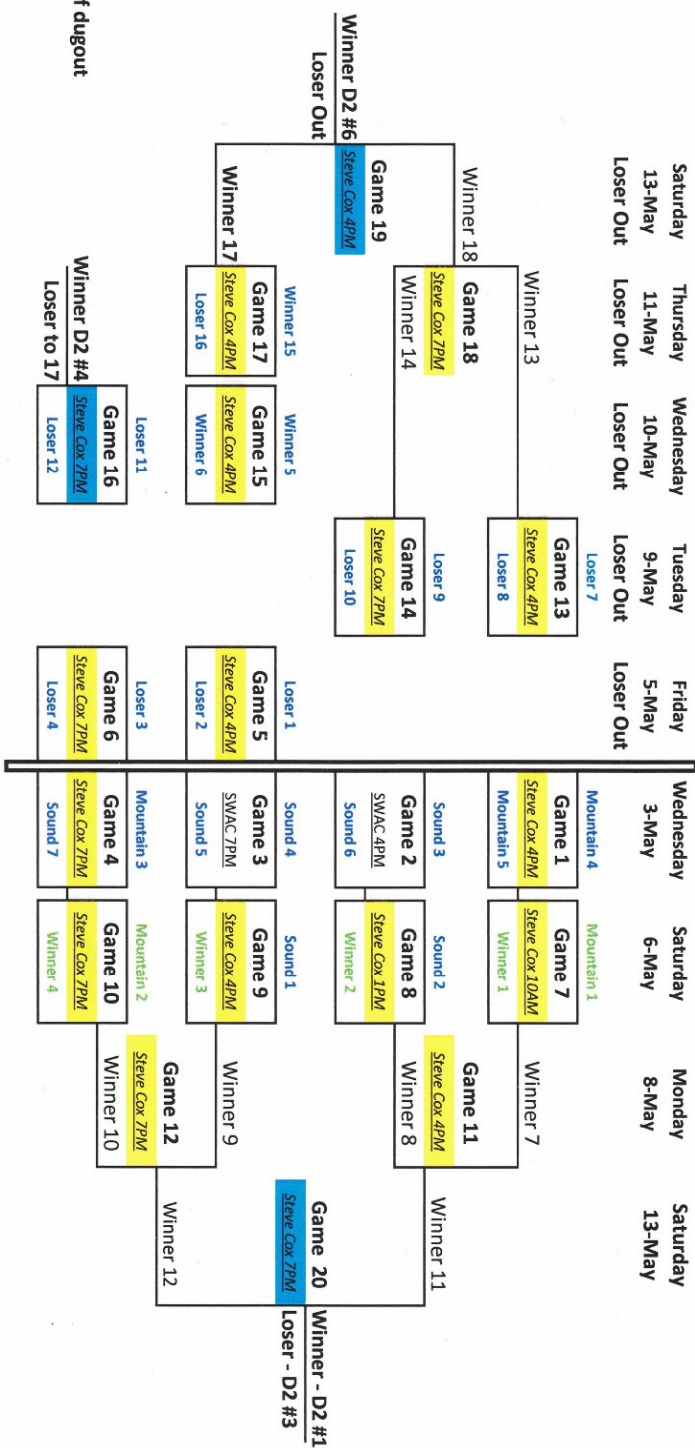 Saturday Thursday Wednesday Tuesday Friday Wednesday Saturday Monday Saturday
13-May 11-May 10-May 9-May 5-May 3-May 6-May 8-May 13-May
Loser Out Loser Out Loser Out Loser Out Loser Out
Loser 7 Mountain 4 Mountain 1
Game 13 Game 1 Game 7
Winner 13 Steve Cox 4PM Steve Cox 4PM Steve Cox 10AM Winner 7
Loser 8 Mountain 5 Winner 1
Winner 18 Game 18 Game 11
Steve Cox 7PM Loser 9 Sound 3 Sound 2 Steve Cox 4PM Winner 11
Winner 14 Game 14 Game 2 Game 8 Winner 8
Game 19 Steve Cox 7PM SWAC 4PM Steve Cox 1PM
Winner D2 #6 Steve Cox 4PM Loser 10 Sound 6 Winner 2
Loser Out Game 20 Winner - D2 #1
Winner 15 Winner 5 Loser 1 Sound 4 Sound 1 Steve Cox 7PM Loser - D2 #3
Game 17 Game 15 Game 5 Game 3 Game 9
Winner 17 Steve Cox 4PM Steve Cox 4PM Steve Cox 4PM SWAC 7PM Steve Cox 4PM Winner 9
Loser 16 Winner 6 Loser 2 Sound 5 Winner 3
Game 12 Winner 12
Loser 11 Loser 3 Mountain 3 Mountain 2 Steve Cox 7PM
Game 16 Game 6 Game 4 Game 10 Winner 10
f dugout Winner D2 #4 Steve Cox 7PM Steve Cox 7PM Steve Cox 7PM Steve Cox 7PM
Loser to 17 Loser 12 Loser 4 Sound 7 Winner 4